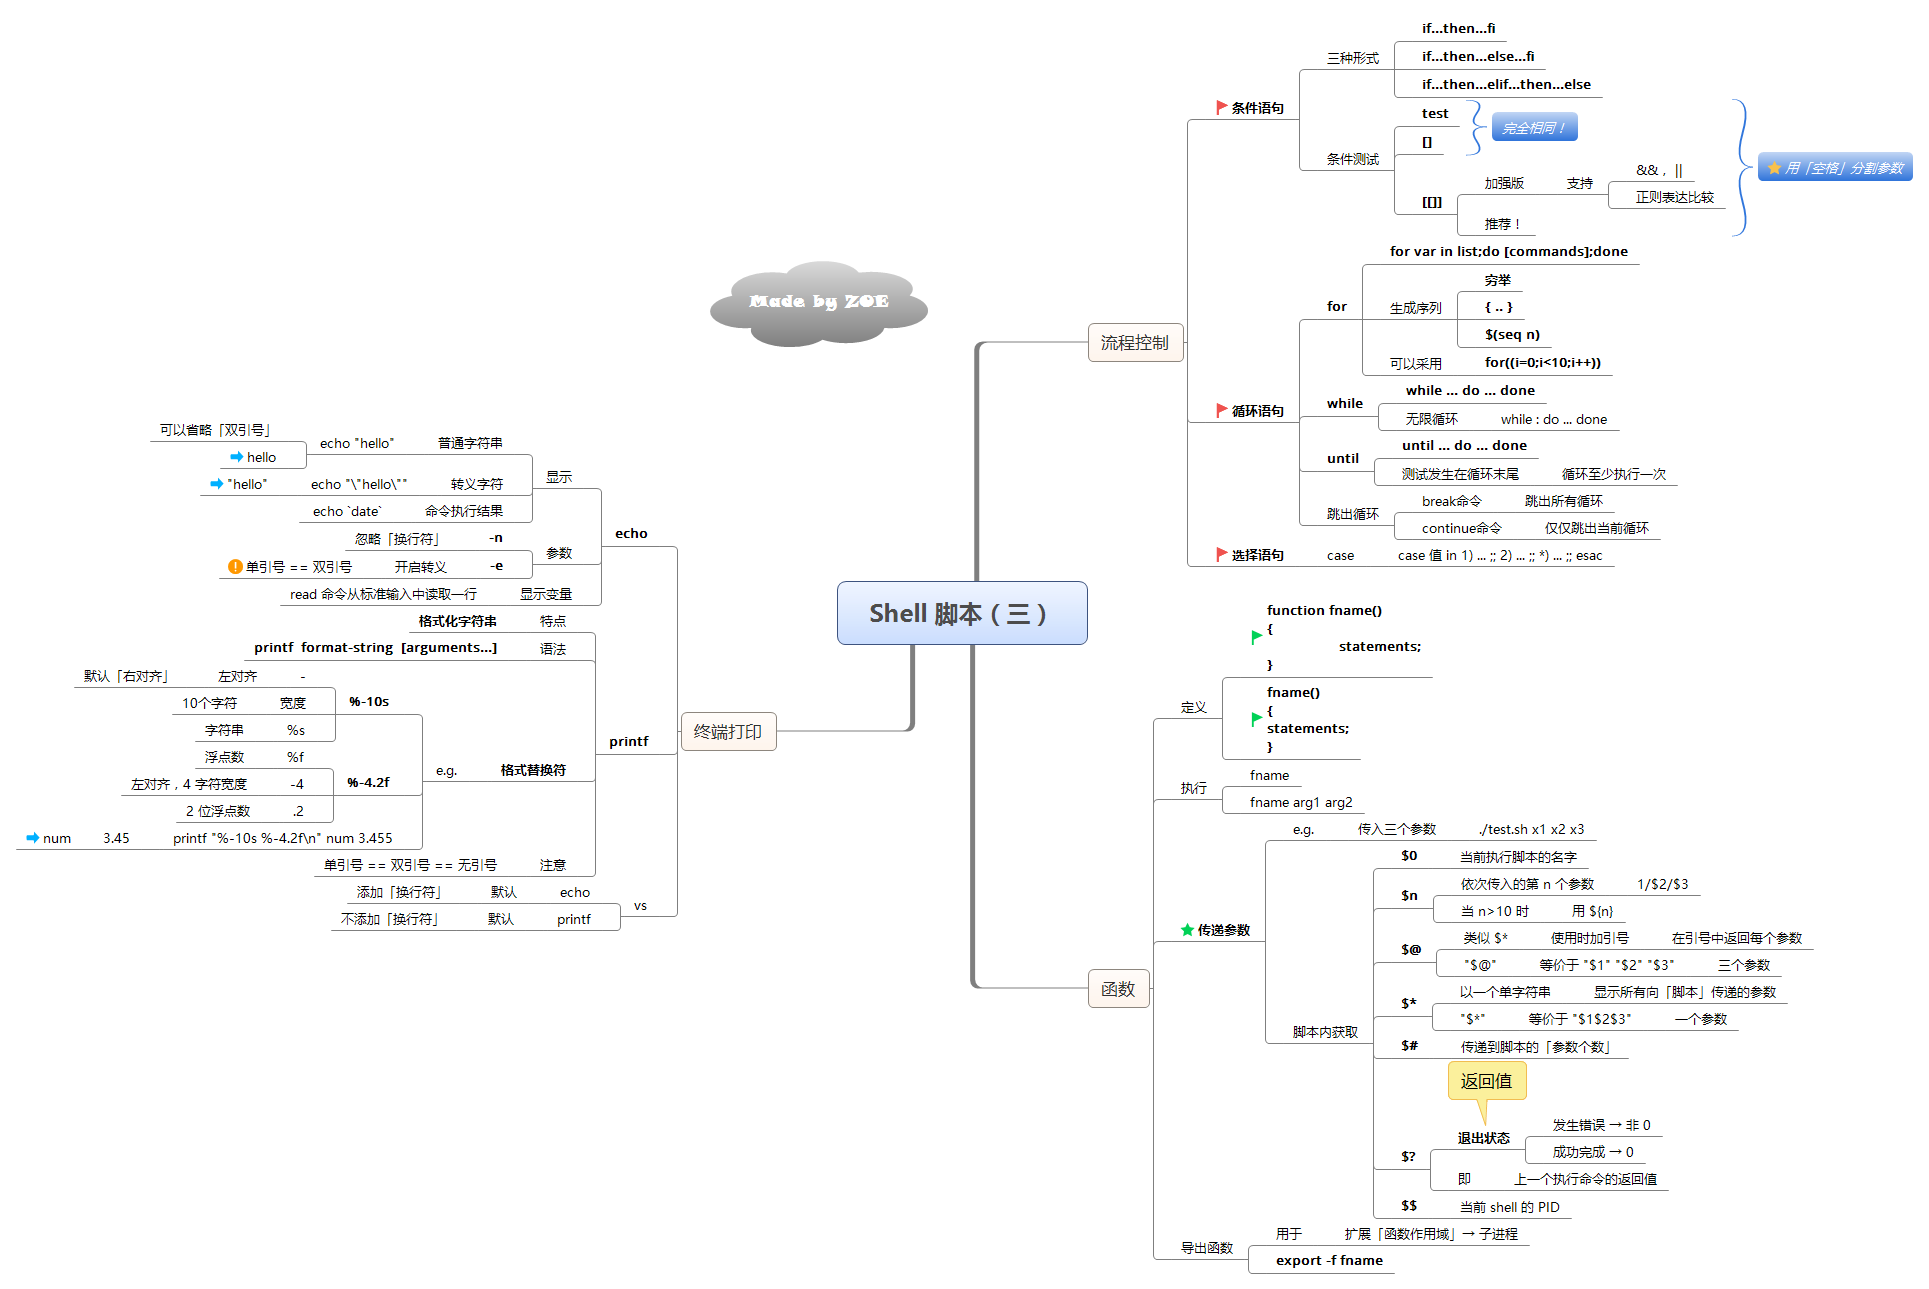 Made by ZOE
Shell 脚本（三）
流程控制
条件语句
三种形式
if...then...fi
if...then...else...fi
if...then...elif...then...else
条件测试
test
[]
完全相同！
[[]]
加强版
支持
&&，||
正则表达比较
推荐！
用「空格」分割参数
循环语句
for
for var in list;do [commands];done
生成序列
穷举
{ .. }
$(seq n)
可以采用
for((i=0;i<10;i++))
while
while ... do ... done
无限循环
while : do ... done
until
until ... do ... done
测试发生在循环末尾
循环至少执行一次
跳出循环
break命令
跳出所有循环
continue命令
仅仅跳出当前循环
选择语句
case
case 值 in 1) ... ;; 2) ... ;; *) ... ;; esac
函数
定义
function fname()
{
statements;
}
fname()
{
statements;
}
执行
fname
fname arg1 arg2
传递参数
e.g.
传入三个参数
./test.sh x1 x2 x3
脚本内获取
$0
当前执行脚本的名字
$n
依次传入的第 n 个参数
1/$2/$3
当 n>10 时
用 ${n}
$@
类似 $*
使用时加引号
在引号中返回每个参数
"$@"
等价于 "$1" "$2" "$3"
三个参数
$*
以一个单字符串
显示所有向「脚本」传递的参数
"$*"
等价于 "$1$2$3"
一个参数
$#
传递到脚本的「参数个数」
返回值
$?
退出状态
发生错误 → 非 0
成功完成 → 0
即
上一个执行命令的返回值
$$
当前 shell 的 PID
导出函数
用于
扩展「函数作用域」→ 子进程
export -f fname
终端打印
echo
显示
普通字符串
echo "hello"
可以省略「双引号」
hello
转义字符
echo "\"hello\""
"hello"
命令执行结果
echo `date`
参数
-n
忽略「换行符」
-e
开启转义
单引号 == 双引号
显示变量
read 命令从标准输入中读取一行
printf
特点
格式化字符串
语法
printf  format-string  [arguments...]
格式替换符
e.g.
%-10s
-
左对齐
默认「右对齐」
宽度
10个字符
%s
字符串
%-4.2f
%f
浮点数
-4
左对齐，4 字符宽度
.2
2 位浮点数
printf "%-10s %-4.2f\n" num 3.455
3.45
num
注意
单引号 == 双引号 == 无引号
vs
echo
默认
添加「换行符」
printf
默认
不添加「换行符」